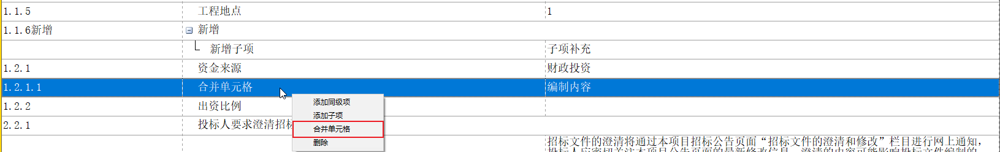 1.1.5 工程地点 1
1.1.6新增 新增
新增子项 子项补充
1.2.1 资金来源 财政投资
1.2.1.1 合并单元格 编制内容
添加同级项
1.2.2 出资比例
添加子项
2.2.1 投标人要求澄清招标
合并单元格
删除
招标文件的澄清将通过本项目招标公告页面“招标文件的澄清和修改”栏目进行网上通知，
投标人应密切关注本项目公告页面的最新修改信息。澄清的内容可能影响投标文件编制的，